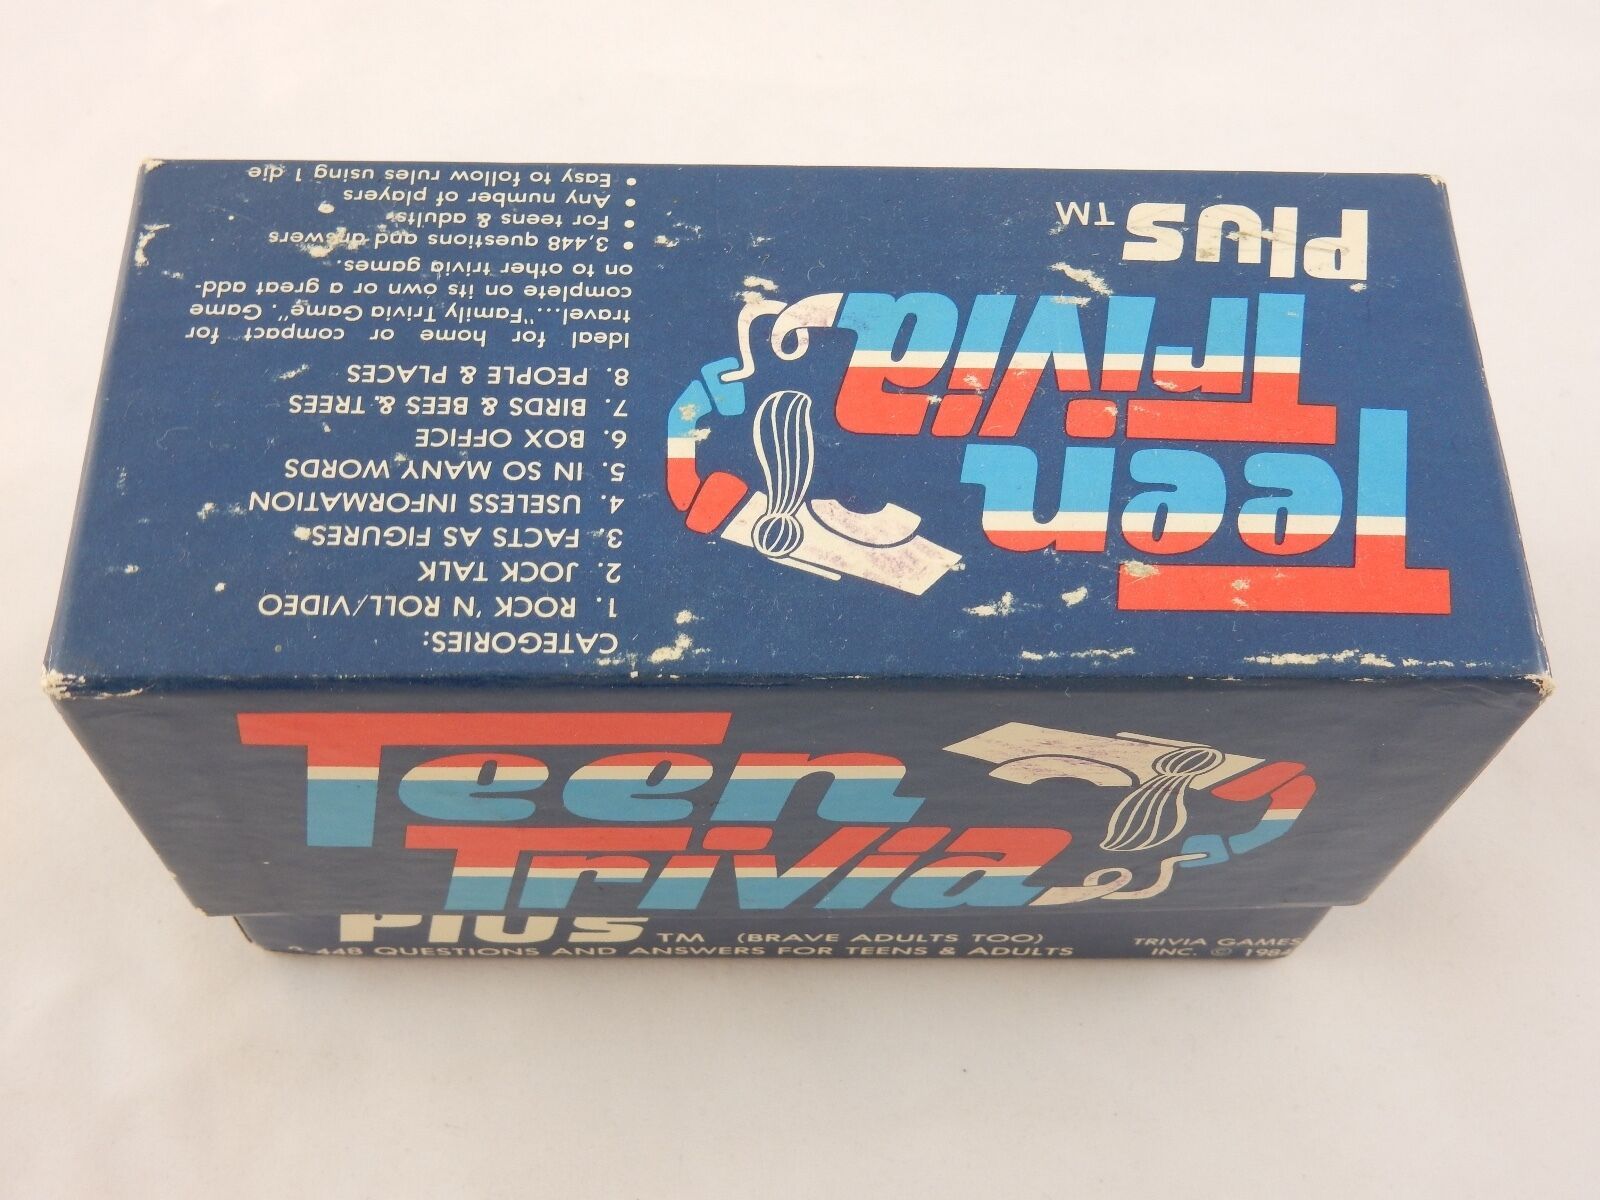 Teen
Trivia
Plus TM
CATEGORIES:
1. ROCK 'N ROLL/VIDEO
2. JOCK TALK
3. FACTS AS FIGURES
4. USELESS INFORMATION
5. IN SO MANY WORDS
6. BOX OFFICE
7. BIRDS & BEES & TREES
8. PEOPLE & PLACES
Ideal for home or compact for
travel...."Family Trivia Game". Game
complete on its own or a great add-
on to other trivia games.
• 3,448 questions and answers
• For teens & adults
• Any number of players
• Easy to follow rules using 1 die
Teen
Trivia
Plus TM (BRAVE ADULTS TOO)
QUESTIONS AND ANSWERS FOR TEENS & ADULTS
TRIVIA GAMES
INC. ©